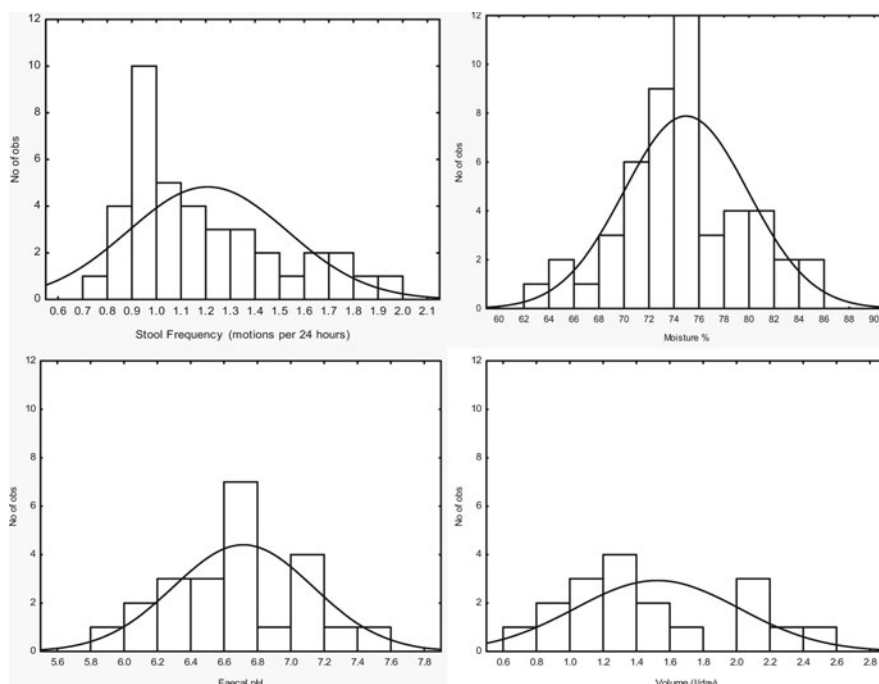 12
10
8
6
4
2
0
No of obs
0.6 0.7 0.8 0.9 1.0 1.1 1.2 1.3 1.4 1.5 1.6 1.7 1.8 1.9 2.0 2.1
Stool Frequency (motions per 24 hours)
12
10
8
6
4
2
0
No of obs
60 62 64 66 68 70 72 74 76 78 80 82 84 86 88 90
Moisture %
12
10
8
6
4
2
0
No of obs
5.6 5.8 6.0 6.2 6.4 6.6 6.8 7.0 7.2 7.4 7.6 7.8
Faecal pH
12
10
8
6
4
2
0
No of obs
0.6 0.8 1.0 1.2 1.4 1.6 1.8 2.0 2.2 2.4 2.6 2.8
Volume (l/day)